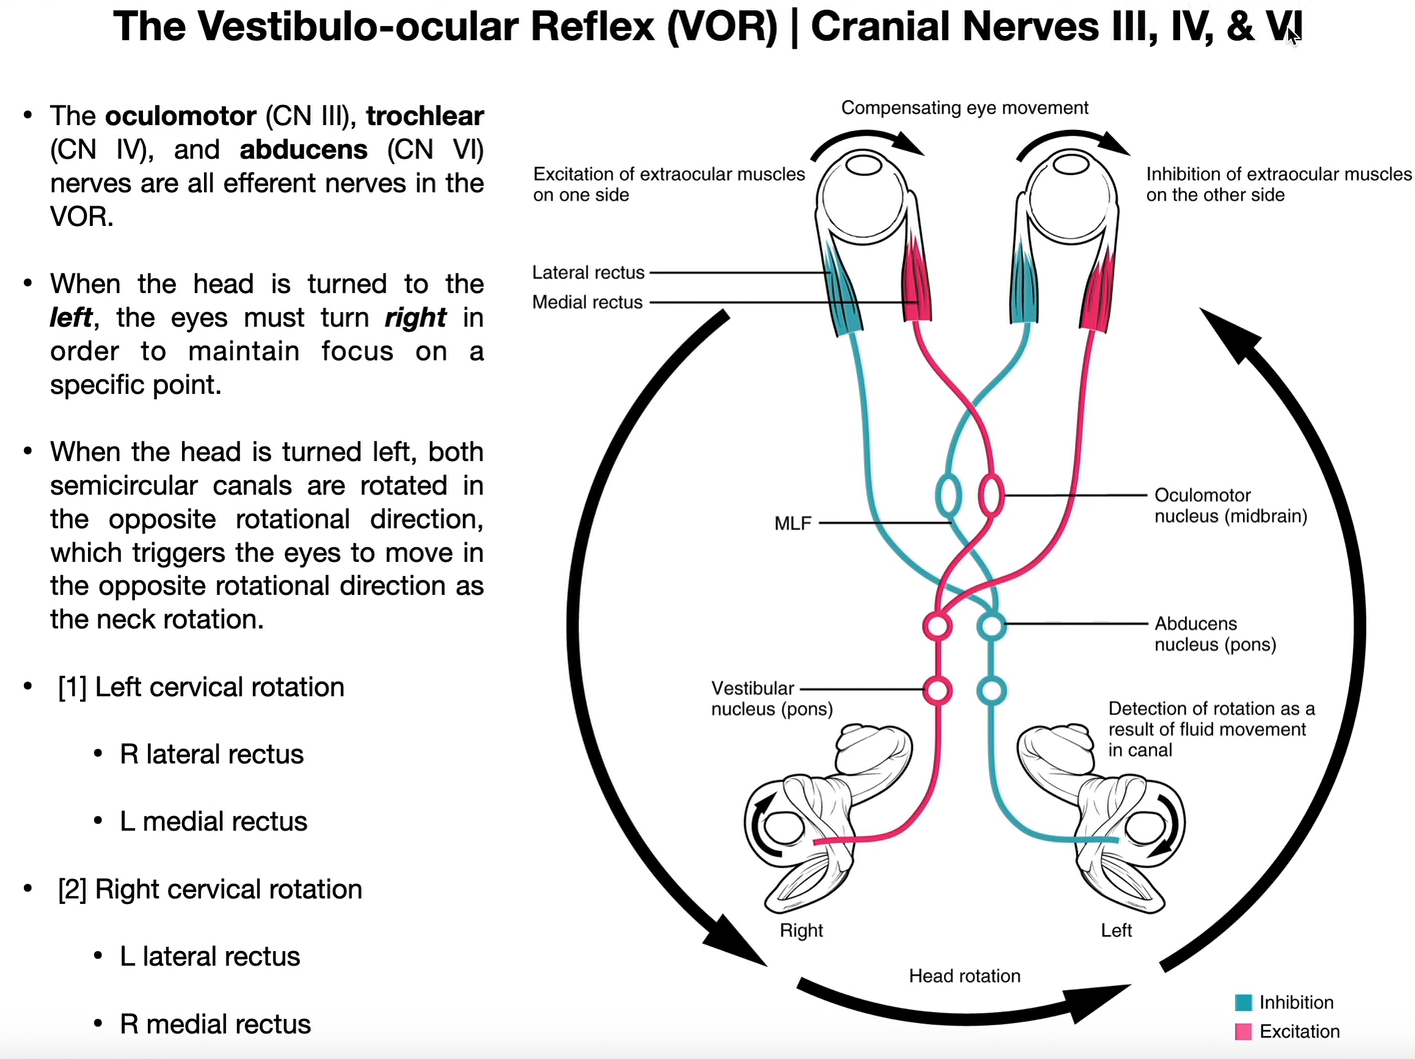 The Vestibulo-ocular Reflex (VOR) | Cranial Nerves III, IV, & VI
• The oculomotor (CN III), trochlear
(CN IV), and abducens (CN VI)
nerves are all efferent nerves in the
VOR.
• When the head is turned to the
left, the eyes must turn right in
order to maintain focus on a
specific point.
• When the head is turned left, both
semicircular canals are rotated in
the opposite rotational direction,
which triggers the eyes to move in
the opposite rotational direction as
the neck rotation.
• [1] Left cervical rotation
• R lateral rectus
• L medial rectus
• [2] Right cervical rotation
• L lateral rectus
• R medial rectus
Compensating eye movement
Excitation of extraocular muscles
on one side
Inhibition of extraocular muscles
on the other side
Lateral rectus
Medial rectus
Oculomotor
nucleus (midbrain)
MLF
Abducens
nucleus (pons)
Vestibular
nucleus (pons)
Detection of rotation as a
result of fluid movement
in canal
Right
Left
Head rotation
Inhibition
Excitation